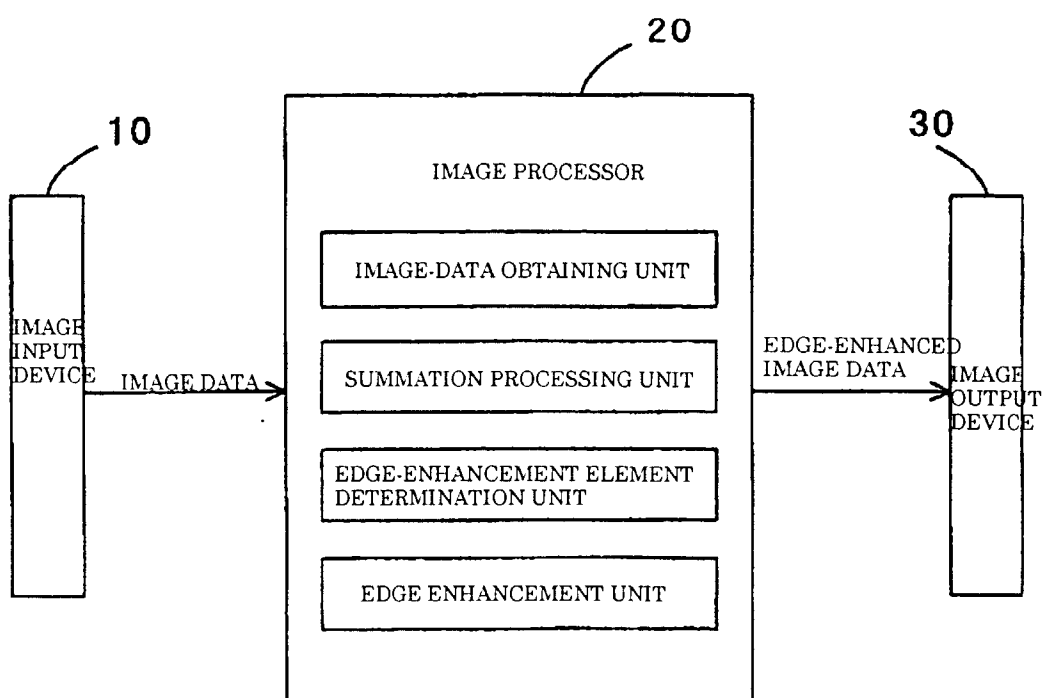 20
10
30
IMAGE PROCESSOR
IMAGE-DATA OBTAINING UNIT
IMAGE
INPUT
DEVICE
IMAGE DATA
SUMMATION PROCESSING UNIT
EDGE-ENHANCED
IMAGE DATA
IMAGE
OUTPUT
DEVICE
EDGE-ENHANCEMENT ELEMENT
DETERMINATION UNIT
EDGE ENHANCEMENT UNIT